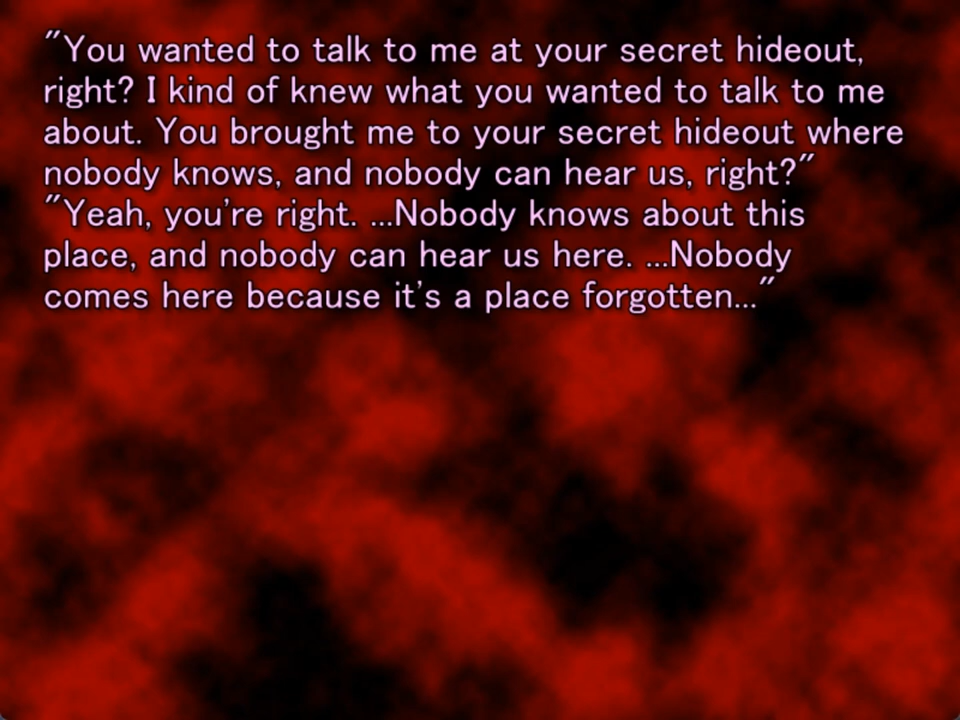 "You wanted to talk to me at your secret hideout,
right? I kind of knew what you wanted to talk to me
about. You brought me to your secret hideout where
nobody knows, and nobody can hear us, right?"
"Yeah, you're right. ...Nobody knows about this
place, and nobody can hear us here. ...Nobody
comes here because it's a place forgotten..."